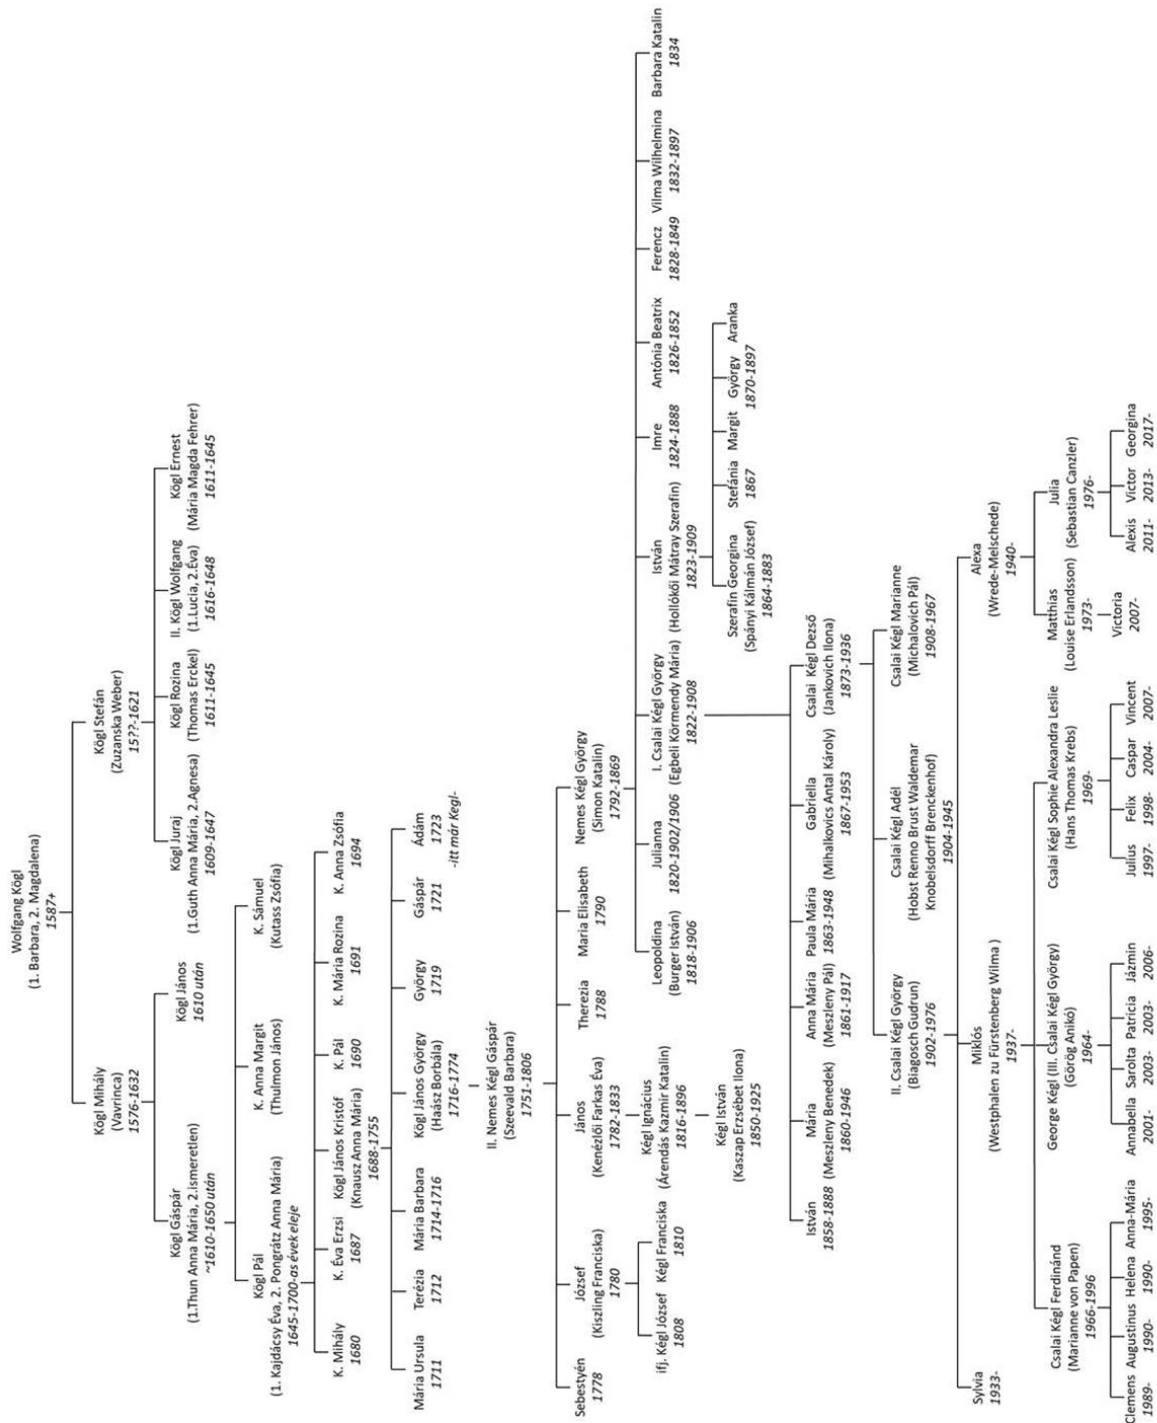 Wolfgang Kögl
(1. Barbara, 2. Magdalena)
1587+
Kögl Mihály
(Vavrinca)
1576-1632
Kögl Stefán
(Zuzanska Weber)
15??-1621
Kögl Gáspár
(1.Thun Anna Mária, 2.ismeretlen)
~1610-1650 után
Kögl János
1610 után
Kögl Juraj
(1.Guth Anna Mária, 2.Agnesa)
1609-1647
Kögl Rozina
(Thomas Erckel)
1611-1645
II. Kögl Wolfgang
(1.Lucia, 2.Éva)
1616-1648
Kögl Ernest
(Mária Magda Fehrer)
1611-1645
Kögl Pál
(1. Kajdácsy Éva, 2. Pongrátz Anna Mária)
1645-1700-as évek eleje
K. Anna Margit
(Thulmon János)
K. Sámuel
(Kutass Zsófia)
K. Mihály
1680
K. Éva Erzsi
1687
Kögl János Kristóf
(Knausz Anna Mária)
1688-1755
K. Pál
1690
K. Mária Rozina
1691
K. Anna Zsófia
1694
Mária Ursula
1711
Terézia
1712
Mária Barbara
1714-1716
Kögl János György
(Haász Borbála)
1716-1774
György
1719
Gáspár
1721
Ádám
1723
-itt már Kegl-
II. Nemes Kégl Gáspár
(Szeevald Barbara)
1751-1806
Sebestyén
1778
József
(Kiszling Franciska)
1780
János
(Kenézlői Farkas Éva)
1782-1833
Therezia
1788
Maria Elisabeth
1790
Nemes Kégl György
(Simon Katalin)
1792-1869
ifj. Kégl József
1808
Kégl Franciska
1810
Kégl Ignácius
1816-1896
(Árendás Kazmir Katalin)
Kégl István
(Kaszap Erzsébet Ilona)
1850-1925
Leopoldina
(Burger István)
1818-1906
Julianna
1820-1902/1906
I. Csalai Kégl György
(Egbeli Körmendy Mária)
1822-1908
István
(Hollókői Mátray Szerafin)
1823-1909
Imre
1824-1888
Antónia Beatrix
1826-1852
Ferencz
1828-1849
Vilma Wilhelmina
1832-1897
Barbara Katalin
1834
Szerafin Georgina
(Spányi Kálmán József)
1864-1883
Stefánia
1867
Margit
György
1870-1897
Aranka
István
1858-1888
Mária
(Meszleny Benedek)
1860-1946
Anna Mária
(Meszleny Pál)
1861-1917
Paula Mária
1863-1948
Gabriella
(Mihalkovics Antal Károly)
1867-1953
Csalai Kégl Dezső
(Jankovich Ilona)
1873-1936
II. Csalai Kégl György
(Biagosch Gudrun)
1902-1976
Csalai Kégl Adél
(Hobst Renno Brust Waldemar
Knobelsdorff Brenckenhof)
1904-1945
Csalai Kégl Marianne
(Michalovich Pál)
1908-1967
Sylvia
1933-
Miklós
(Westphalen zu Fürstenberg Wilma )
1937-
Alexa
(Wrede-Melschede)
1940-
Csalai Kégl Ferdinánd
(Marianne von Papen)
1966-1996
George Kégl (III. Csalai Kégl György)
(Görög Anikó)
1964-
Csalai Kégl Sophie Alexandra Leslie
(Hans Thomas Krebs)
1969-
Matthias
(Louise Erlandsson)
1973-
Julia
(Sebastian Canzler)
1976-
Clemens
1989-
Augustinus
1990-
Helena
1990-
Anna-Mária
1995-
Annabella
2001-
Sarolta
2003-
Patrícia
2003-
Jázmin
2006-
Julius
1997-
Felix
1998-
Caspar
2004-
Vincent
2007-
Victoria
2007-
Alexis
2011-
Victor
2013-
Georgina
2017-